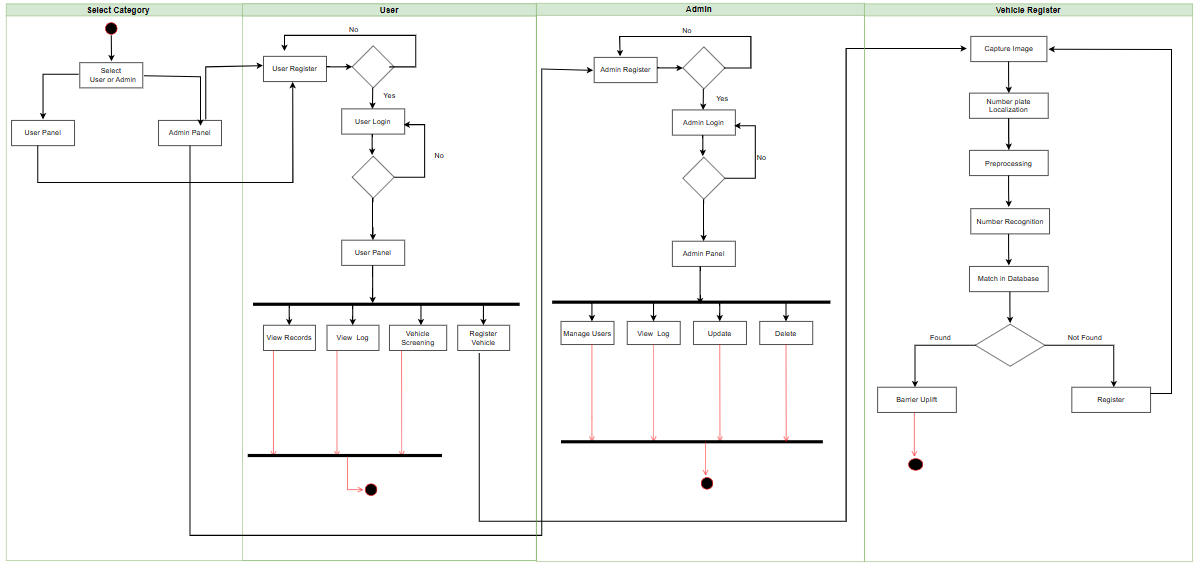 Select Category
User
Admin
Vehicle Register
Select
User or Admin
User Panel
Admin Panel
No
User Register
Yes
User Login
No
User Panel
View Records
View Log
Vehicle
Screening
Register
Vehicle
No
Admin Register
Yes
Admin Login
No
Admin Panel
Manage Users
View Log
Update
Delete
Capture Image
Number plate
Localization
Preprocessing
Number Recognition
Match in Database
Found
Not Found
Barrier Uplift
Register